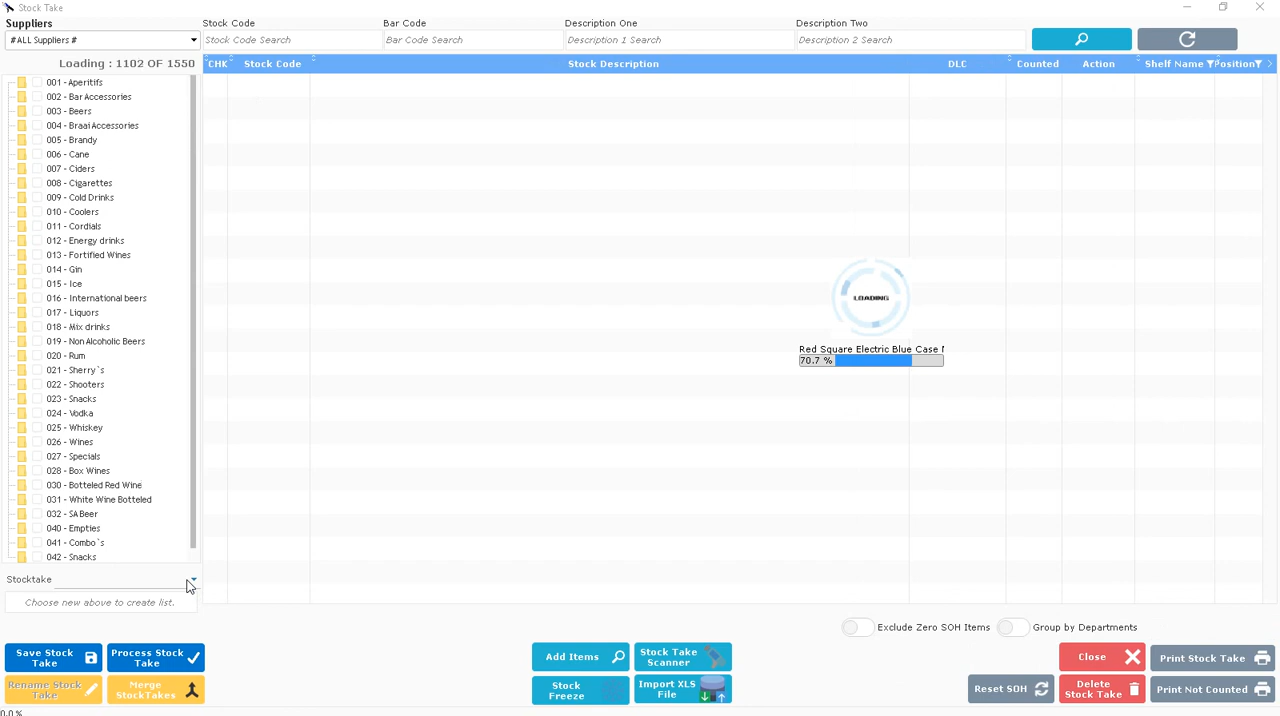 Stock Take
Suppliers
Stock Code
Bar Code
Description One
Description Two
#ALL Suppliers #
Stock Code Search
Bar Code Search
Description 1 Search
Description 2 Search
Loading : 1102 OF 1550
CHK
Stock Code
Stock Description
DLC
Counted
Action
Shelf Name
Position
001 - Aperitifs
002 - Bar Accessories
003 - Beers
004 - Braai Accessories
005 - Brandy
006 - Cane
007 - Ciders
008 - Cigarettes
009 - Cold Drinks
010 - Coolers
011 - Cordials
012 - Energy drinks
013 - Fortified Wines
014 - Gin
015 - Ice
016 - International beers
017 - Liquors
018 - Mix drinks
019 - Non Alcoholic Beers
020 - Rum
021 - Sherry`s
022 - Shooters
023 - Snacks
024 - Vodka
025 - Whiskey
026 - Wines
027 - Specials
028 - Box Wines
030 - Botteled Red Wine
031 - White Wine Botteled
032 - SA Beer
040 - Empties
041 - Combo`s
042 - Snacks
LOADING
Red Square Electric Blue Case
70.7 %
Stocktake
Choose new above to create list.
Exclude Zero SOH Items
Group by Departments
Save Stock Take
Process Stock Take
Rename Stock Take
Merge StockTakes
Add Items
Stock Take Scanner
Stock Freeze
Import XLS File
Close
Print Stock Take
Reset SOH
Delete Stock Take
Print Not Counted
0.0 %